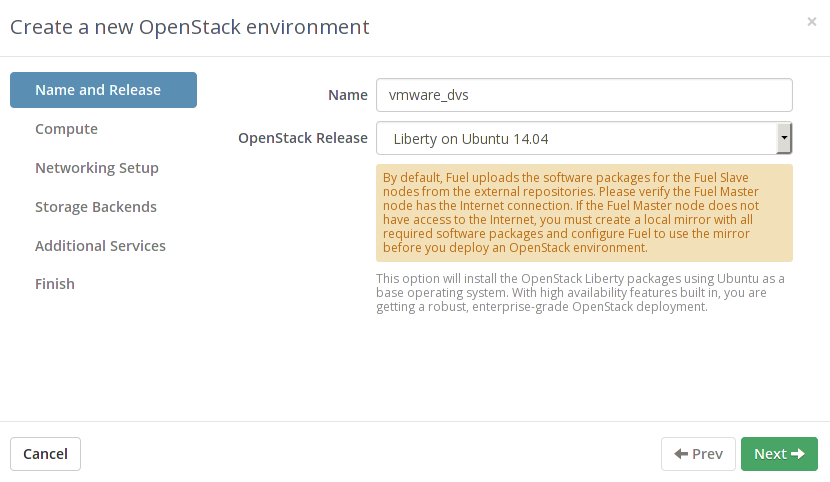 Create a new OpenStack environment
×
Name and Release
Compute
Networking Setup
Storage Backends
Additional Services
Finish
Name
vmware_dvs
OpenStack Release
Liberty on Ubuntu 14.04
By default, Fuel uploads the software packages for the Fuel Slave
nodes from the external repositories. Please verify the Fuel Master
node has the Internet connection. If the Fuel Master node does not
have access to the Internet, you must create a local mirror with all
required software packages and configure Fuel to use the mirror
before you deploy an OpenStack environment.
This option will install the OpenStack Liberty packages using Ubuntu as a
base operating system. With high availability features built in, you are
getting a robust, enterprise-grade OpenStack deployment.
Cancel
Prev
Next